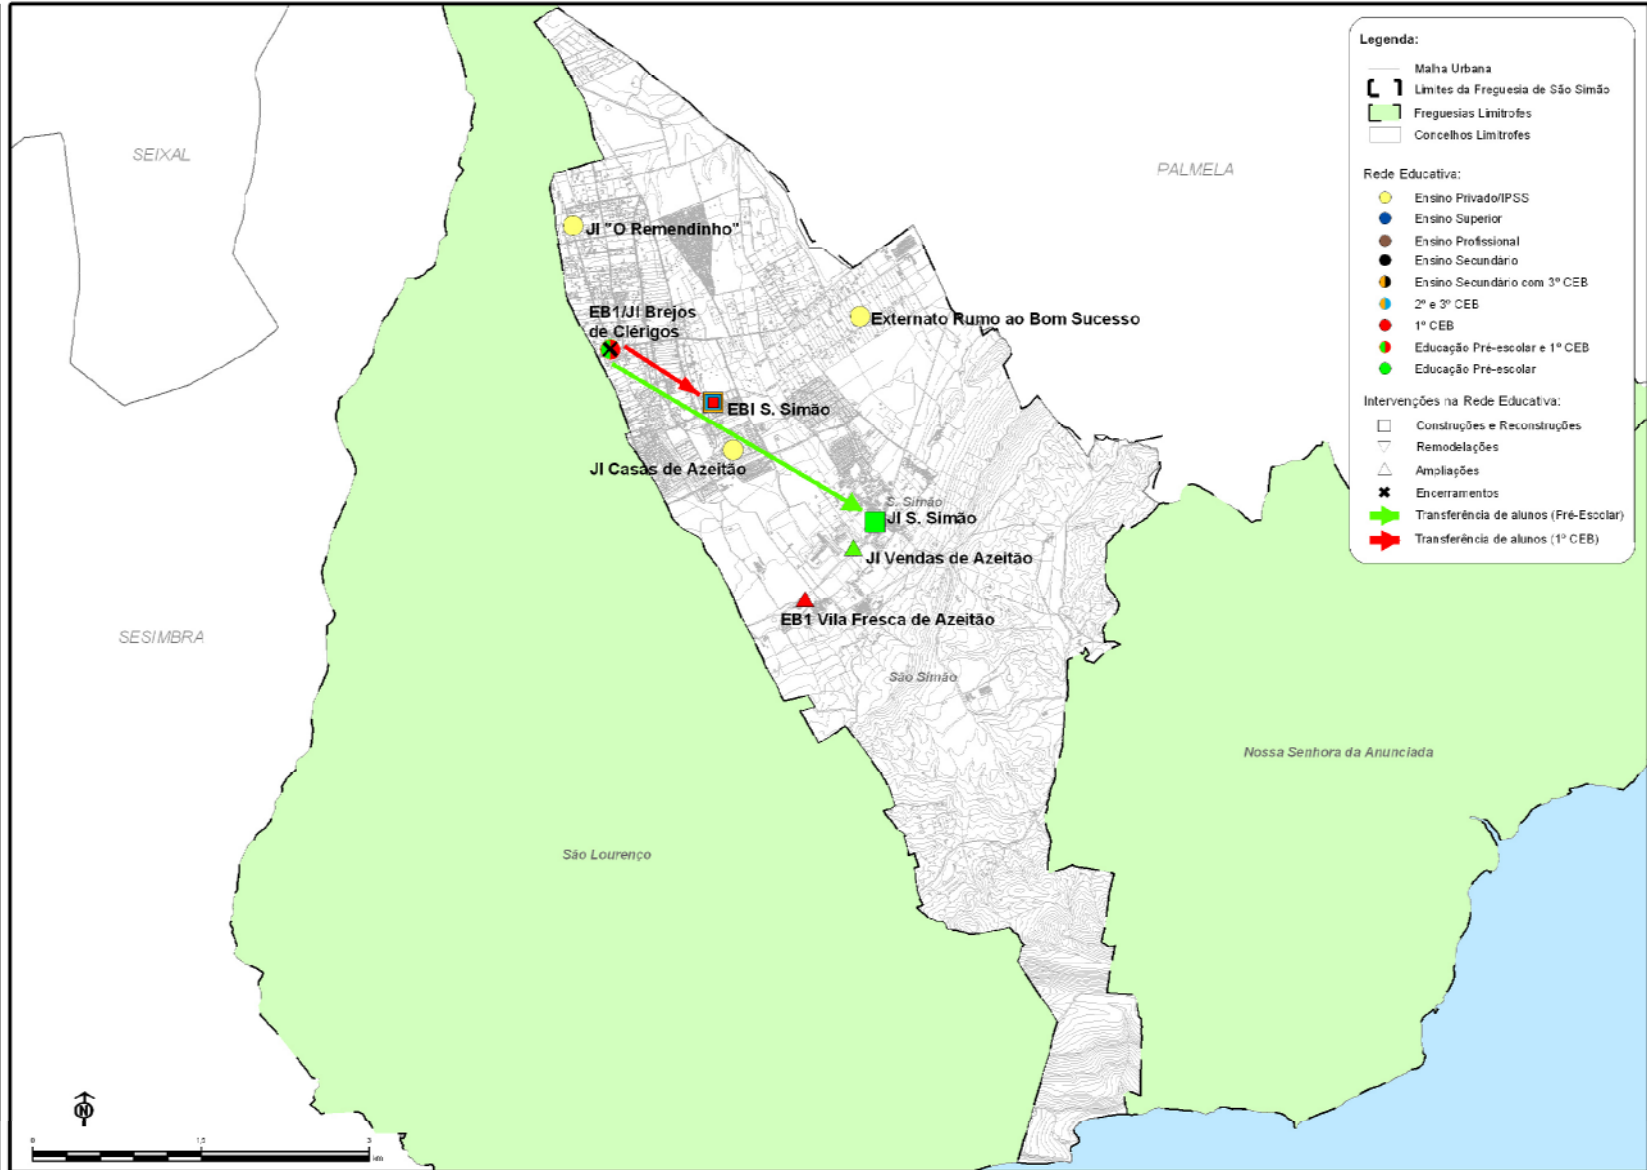 SEIXAL
PALMELA
SESIMBRA
JI "O Remendinho"
EB1/JI Brejos
de Clérigos
Externato Rumo ao Bom Sucesso
EBI S. Simão
JI Casas de Azeitão
S. Simão
JI S. Simão
JI Vendas de Azeitão
EB1 Vila Fresca de Azeitão
São Simão
Nossa Senhora da Anunciada
São Lourenço
Legenda:
Malha Urbana
Limites da Freguesia de São Simão
Freguesias Limitrofes
Concelhos Limitrofes
Rede Educativa:
Ensino Privado/IPSS
Ensino Superior
Ensino Profissional
Ensino Secundário
Ensino Secundário com 3º CEB
2º e 3º CEB
1º CEB
Educação Pré-escolar e 1º CEB
Educação Pré-escolar
Intervenções na Rede Educativa:
Construções e Reconstruções
Remodelações
Ampliações
Encerramentos
Transferência de alunos (Pré-Escolar)
Transferência de alunos (1º CEB)
N
0 1,5 3
km